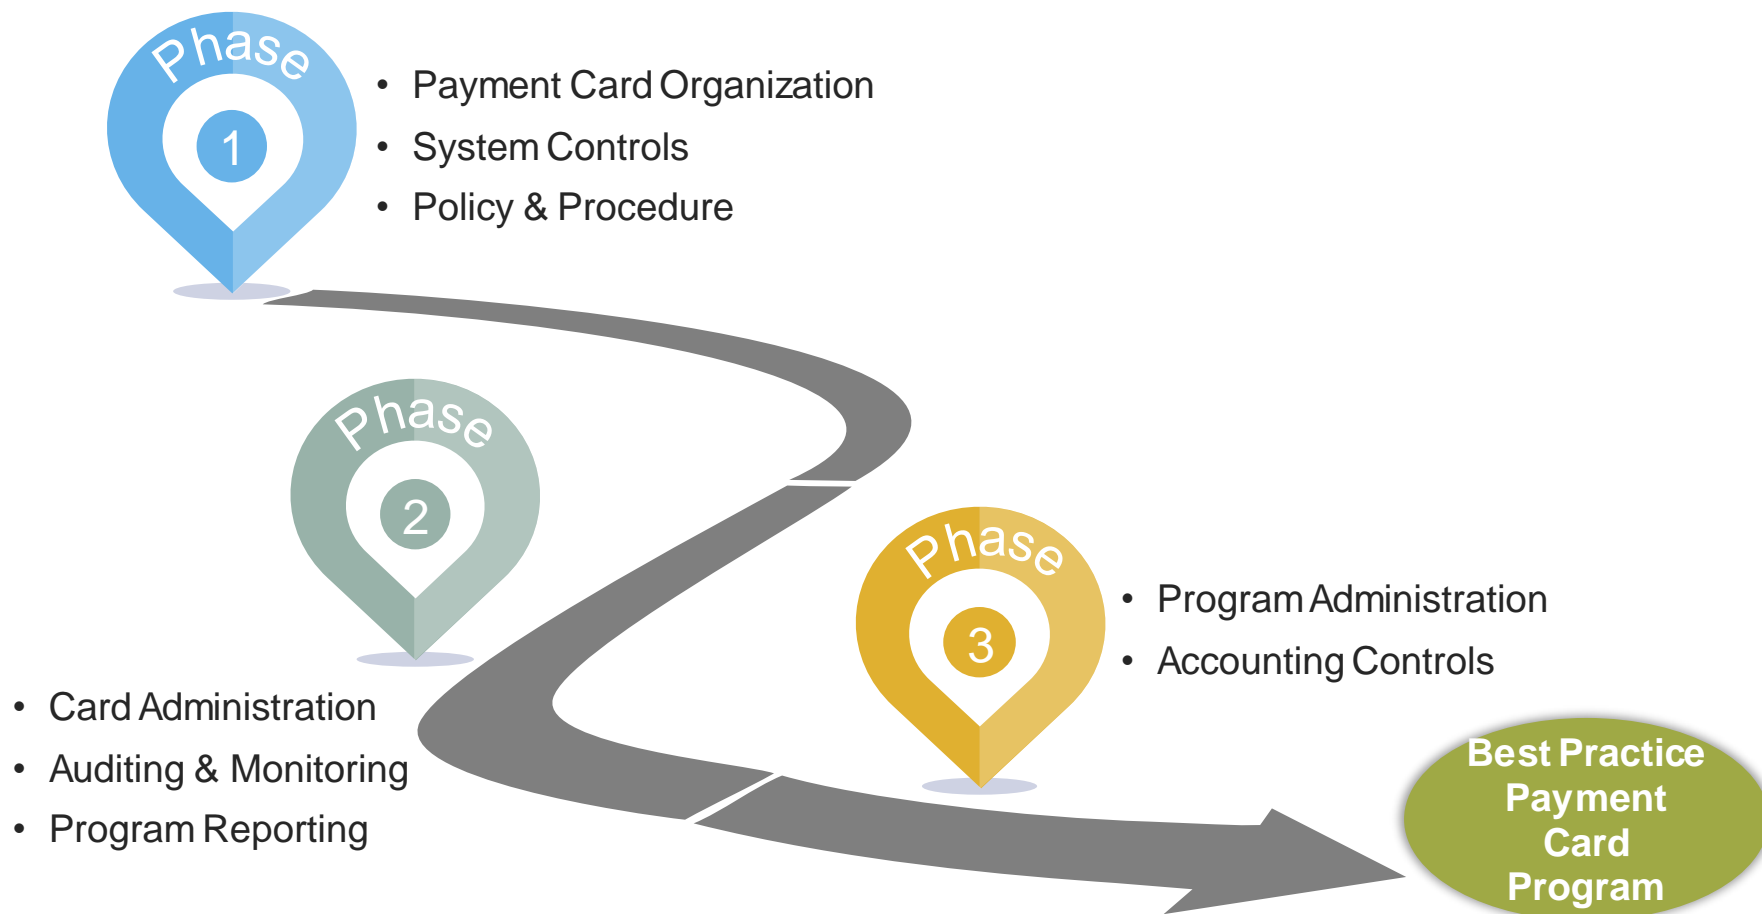 Phase
1
• Payment Card Organization
• System Controls
• Policy & Procedure
Phase
2
• Card Administration
• Auditing & Monitoring
• Program Reporting
Phase
3
• Program Administration
• Accounting Controls
Best Practice
Payment
Card
Program